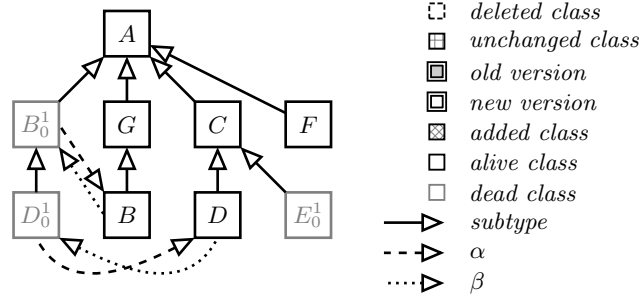 A
B_0^1 G C F
D_0^1 B D E_0^1
deleted class
unchanged class
old version
new version
added class
alive class
dead class
subtype
α
β